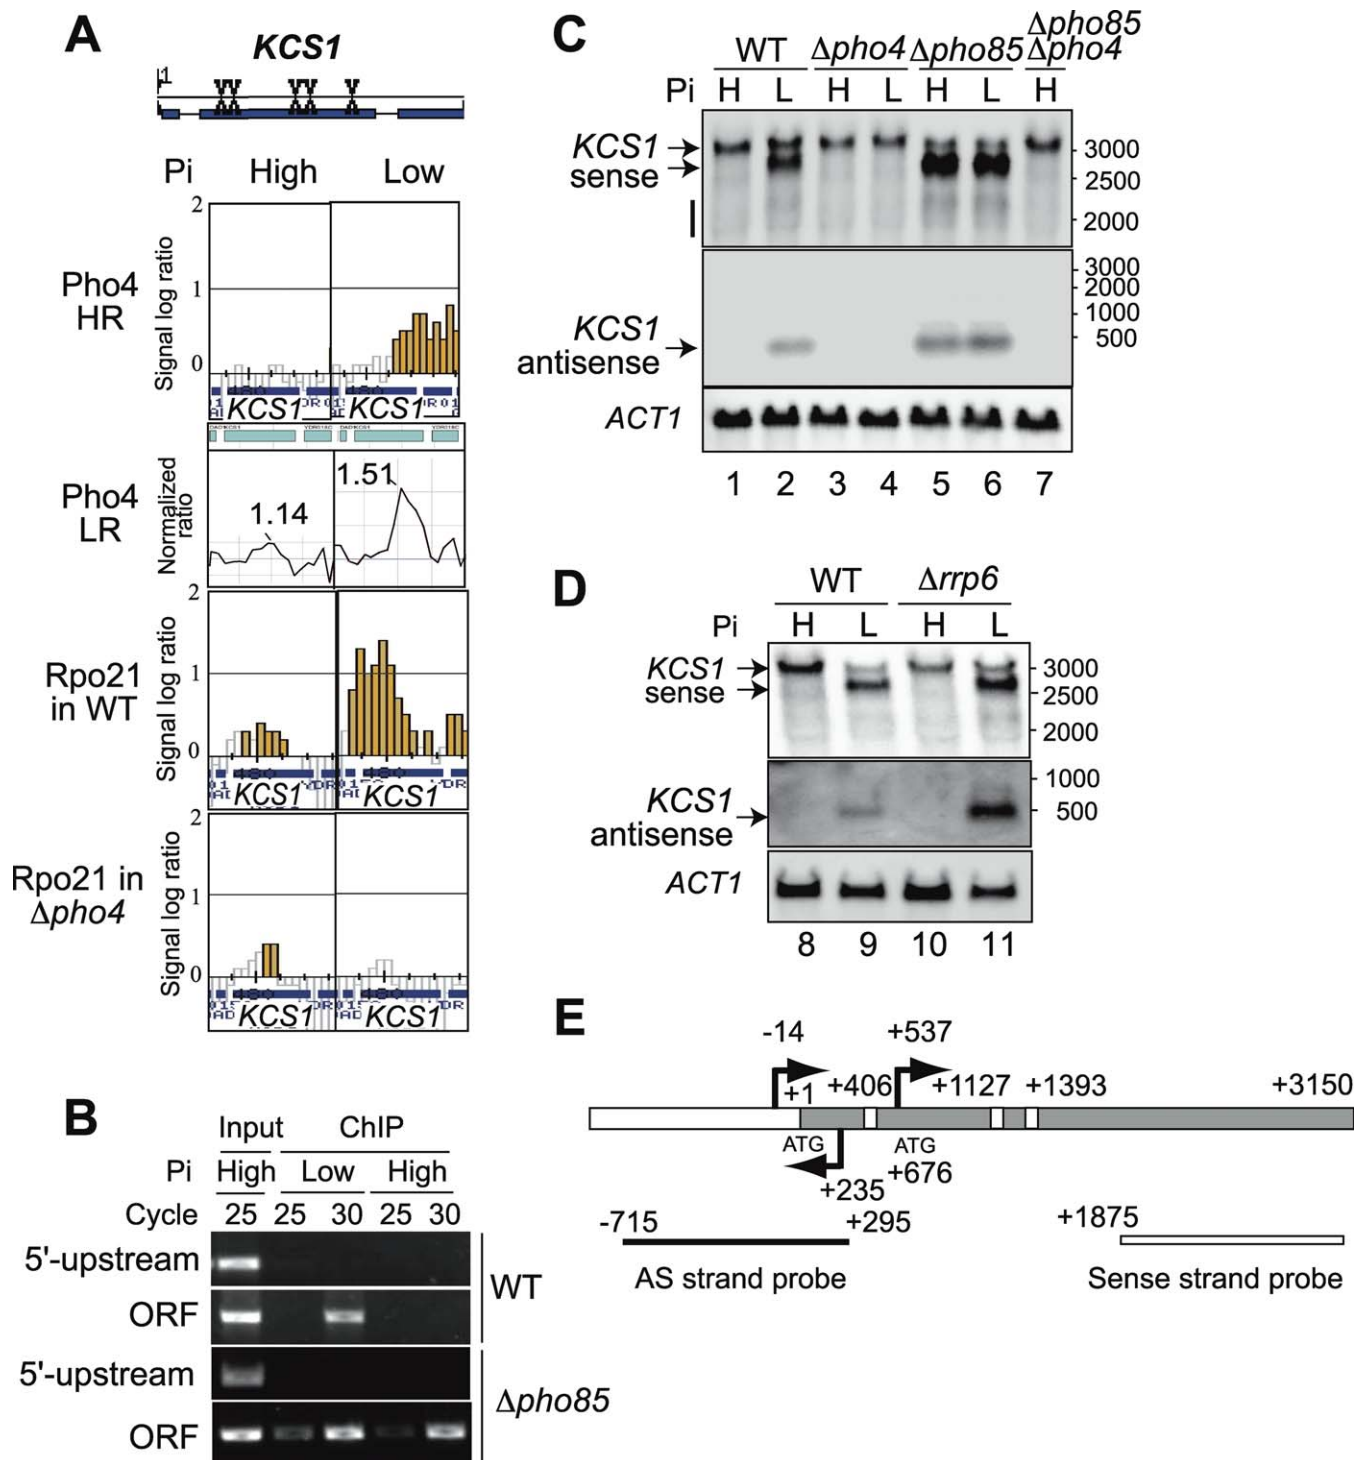 A
KCS1
1
Pi High Low
Pho4
HR
Signal log ratio
2
1
0
KCS1 KCS1
Pho4
LR
Normalized
ratio
1.14
1.51
Rpo21
in WT
Signal log ratio
2
1
0
2
1
0
KCS1 KCS1
Rpo21 in
Δpho4
Signal log ratio
2
1
0
2
1
0
KCS1 KCS1
B
Input ChIP
Pi High Low High
Cycle 25 25 30 25 30
5'-upstream
ORF
WT
5'-upstream
ORF
Δpho85
C
WT Δpho4 Δpho85 Δpho85
Δpho4
Pi H L H L H L H
KCS1
sense
3000
2500
2000
KCS1
antisense
3000
2000
1000
500
ACT1
1 2 3 4 5 6 7
D
WT Δrrp6
Pi H L H L
KCS1
sense
3000
2500
2000
KCS1
antisense
1000
500
ACT1
8 9 10 11
E
-14 +537
+1 +406 +1127 +1393 +3150
ATG ATG
+235 +676
-715 +295 +1875
AS strand probe Sense strand probe